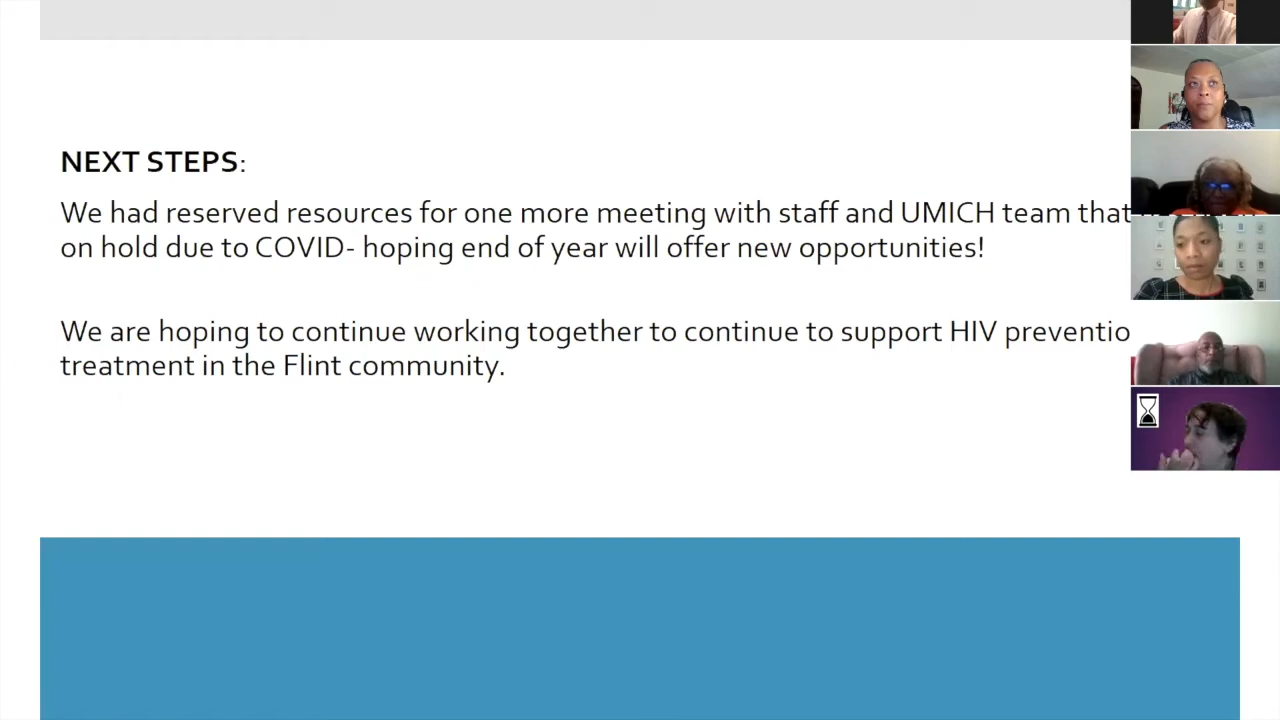 NEXT STEPS:
We had reserved resources for one more meeting with staff and UMICH team that
on hold due to COVID- hoping end of year will offer new opportunities!
We are hoping to continue working together to continue to support HIV
treatment in the Flint community.